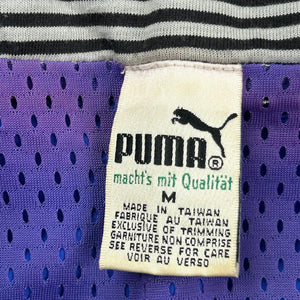 PUMA®
macht's mit Qualität
M
MADE IN TAIWAN
FABRIQUE AU TAIWAN
EXCLUSIVE OF TRIMMING
GARNITURE NON COMPRISE
SEE REVERSE FOR CARE
VOIR AU VERSO